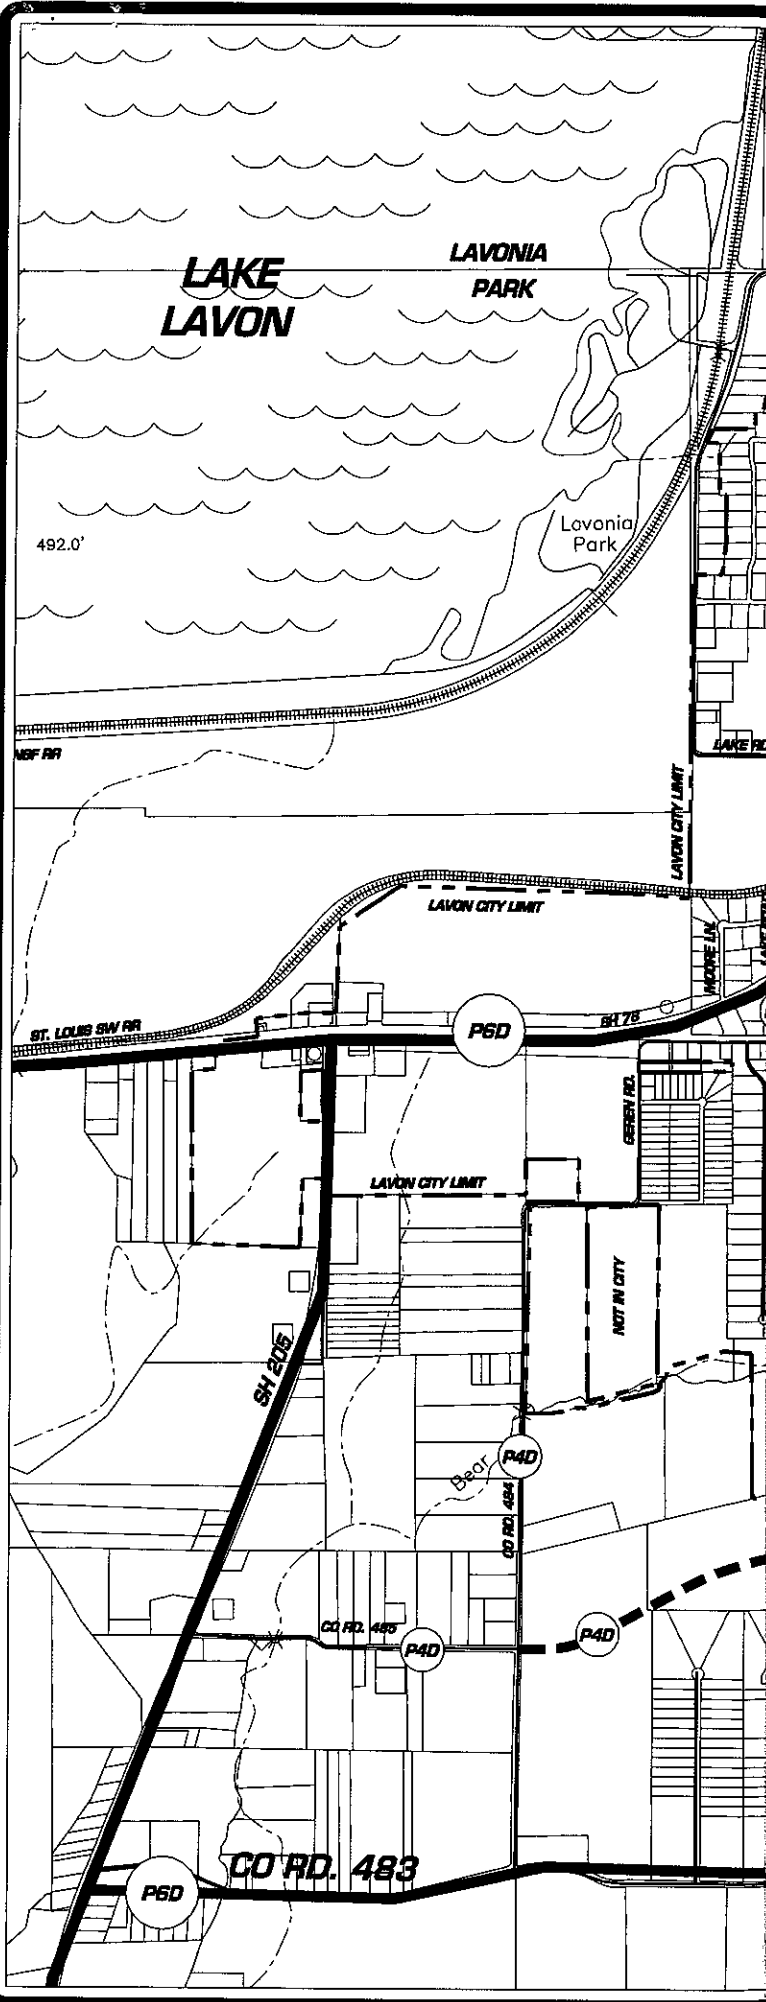 LAKE
LAVON
LAVONIA
PARK
492.0'
Lavonia
Park
LAKE RD
LAVON CITY LIMIT
LAVON CITY LIMIT
MOORE LN.
ST. LOUIS SW RR
P6D
SH 78
GEREN RD.
LAVON CITY LIMIT
NOT IN CITY
SH 205
Bear
P4D
CO RD. 484
CO RD. 485
P4D
P4D
CO RD. 483
P6D